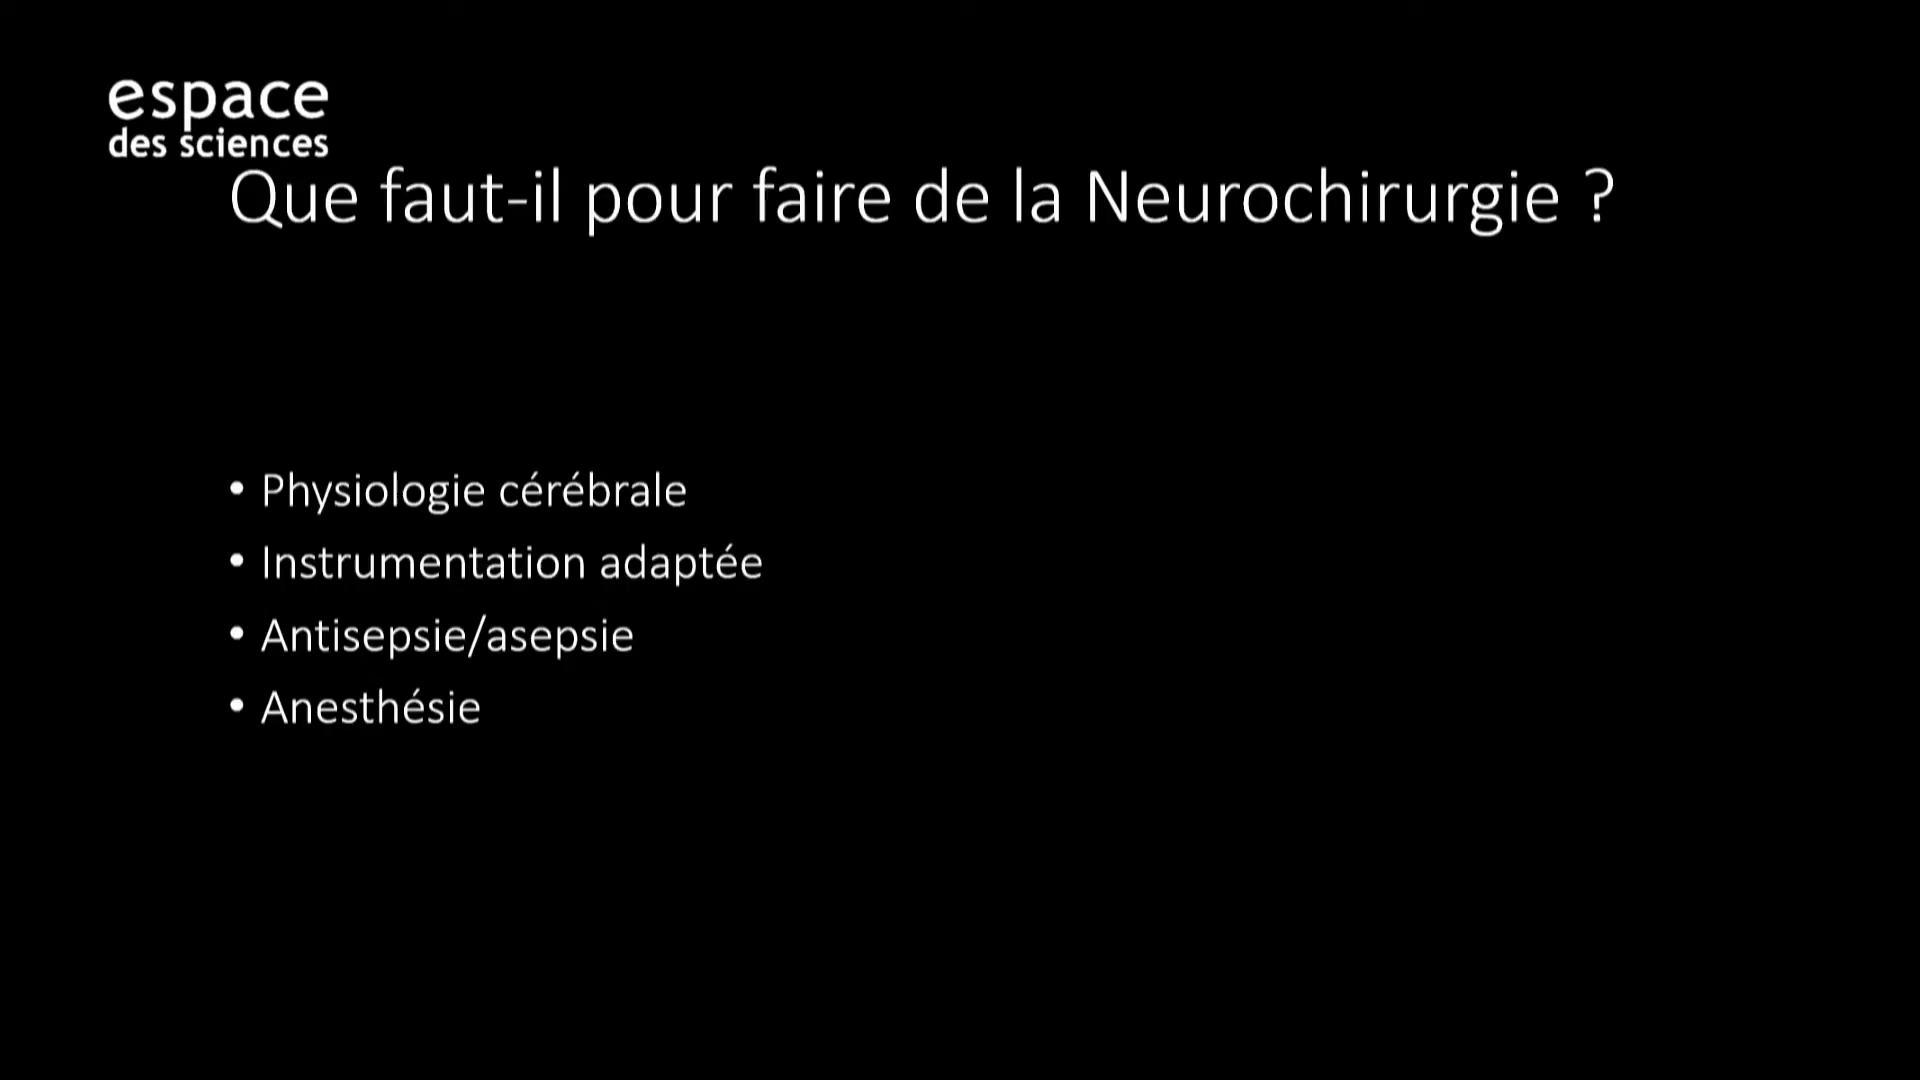 espace
des sciences
Que faut-il pour faire de la Neurochirurgie ?
• Physiologie cérébrale
• Instrumentation adaptée
• Antisepsie/asepsie
• Anesthésie